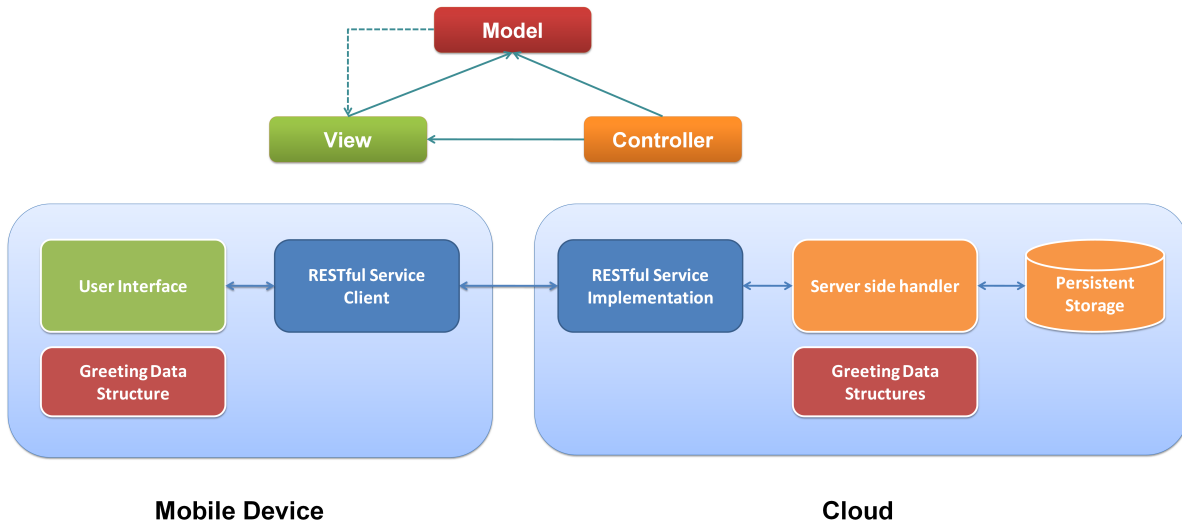 Model
View
Controller
User Interface
RESTful Service
Client
RESTful Service
Implementation
Server side handler
Persistent
Storage
Greeting Data
Structure
Greeting Data
Structures
Mobile Device
Cloud